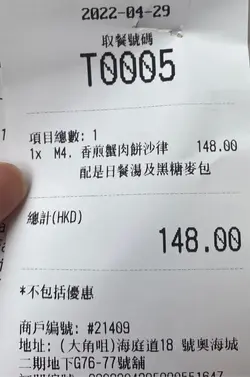 2022-04-29
取餐號碼
T0005
項目總數: 1
1x M4. 香煎蟹肉餅沙律 148.00
配是日餐湯及黑糖麥包
總計(HKD)
148.00
*不包括優惠
商戶編號: #21409
地址: (大角咀)海庭道18 號奧海城
二期地下G76-77號舖